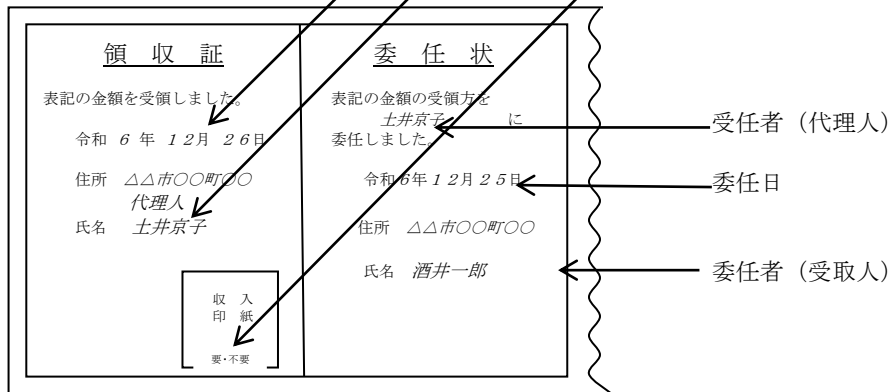 領 収 証
表記の金額を受領しました。
令和 6 年 12月 26日
住所 △△市〇〇町〇〇
代理人
氏名 土井京子
収 入
印 紙
要・不要
委 任 状
表記の金額の受領方を
土井京子 に
委任しました。
令和6年12月25日
住所 △△市〇〇町〇〇
氏名 酒井一郎
受任者（代理人）
委任日
委任者（受取人）